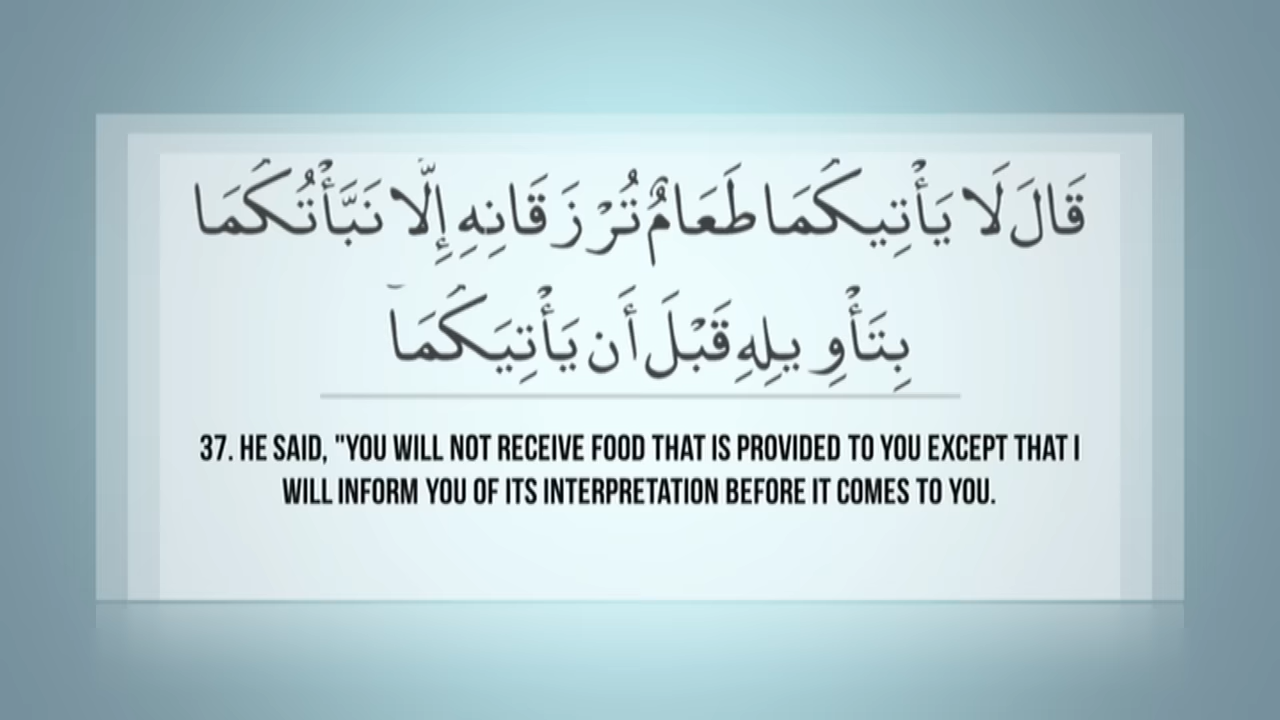 قَالَ لَا يَأْتِيكُمَا طَعَامٌ تُرْزَقَانِهِ إِلَّا نَبَّأْتُكُمَا
بِتَأْوِيلِهِ قَبْلَ أَن يَأْتِيَكُمَآ
37. HE SAID, "YOU WILL NOT RECEIVE FOOD THAT IS PROVIDED TO YOU EXCEPT THAT I
WILL INFORM YOU OF ITS INTERPRETATION BEFORE IT COMES TO YOU.